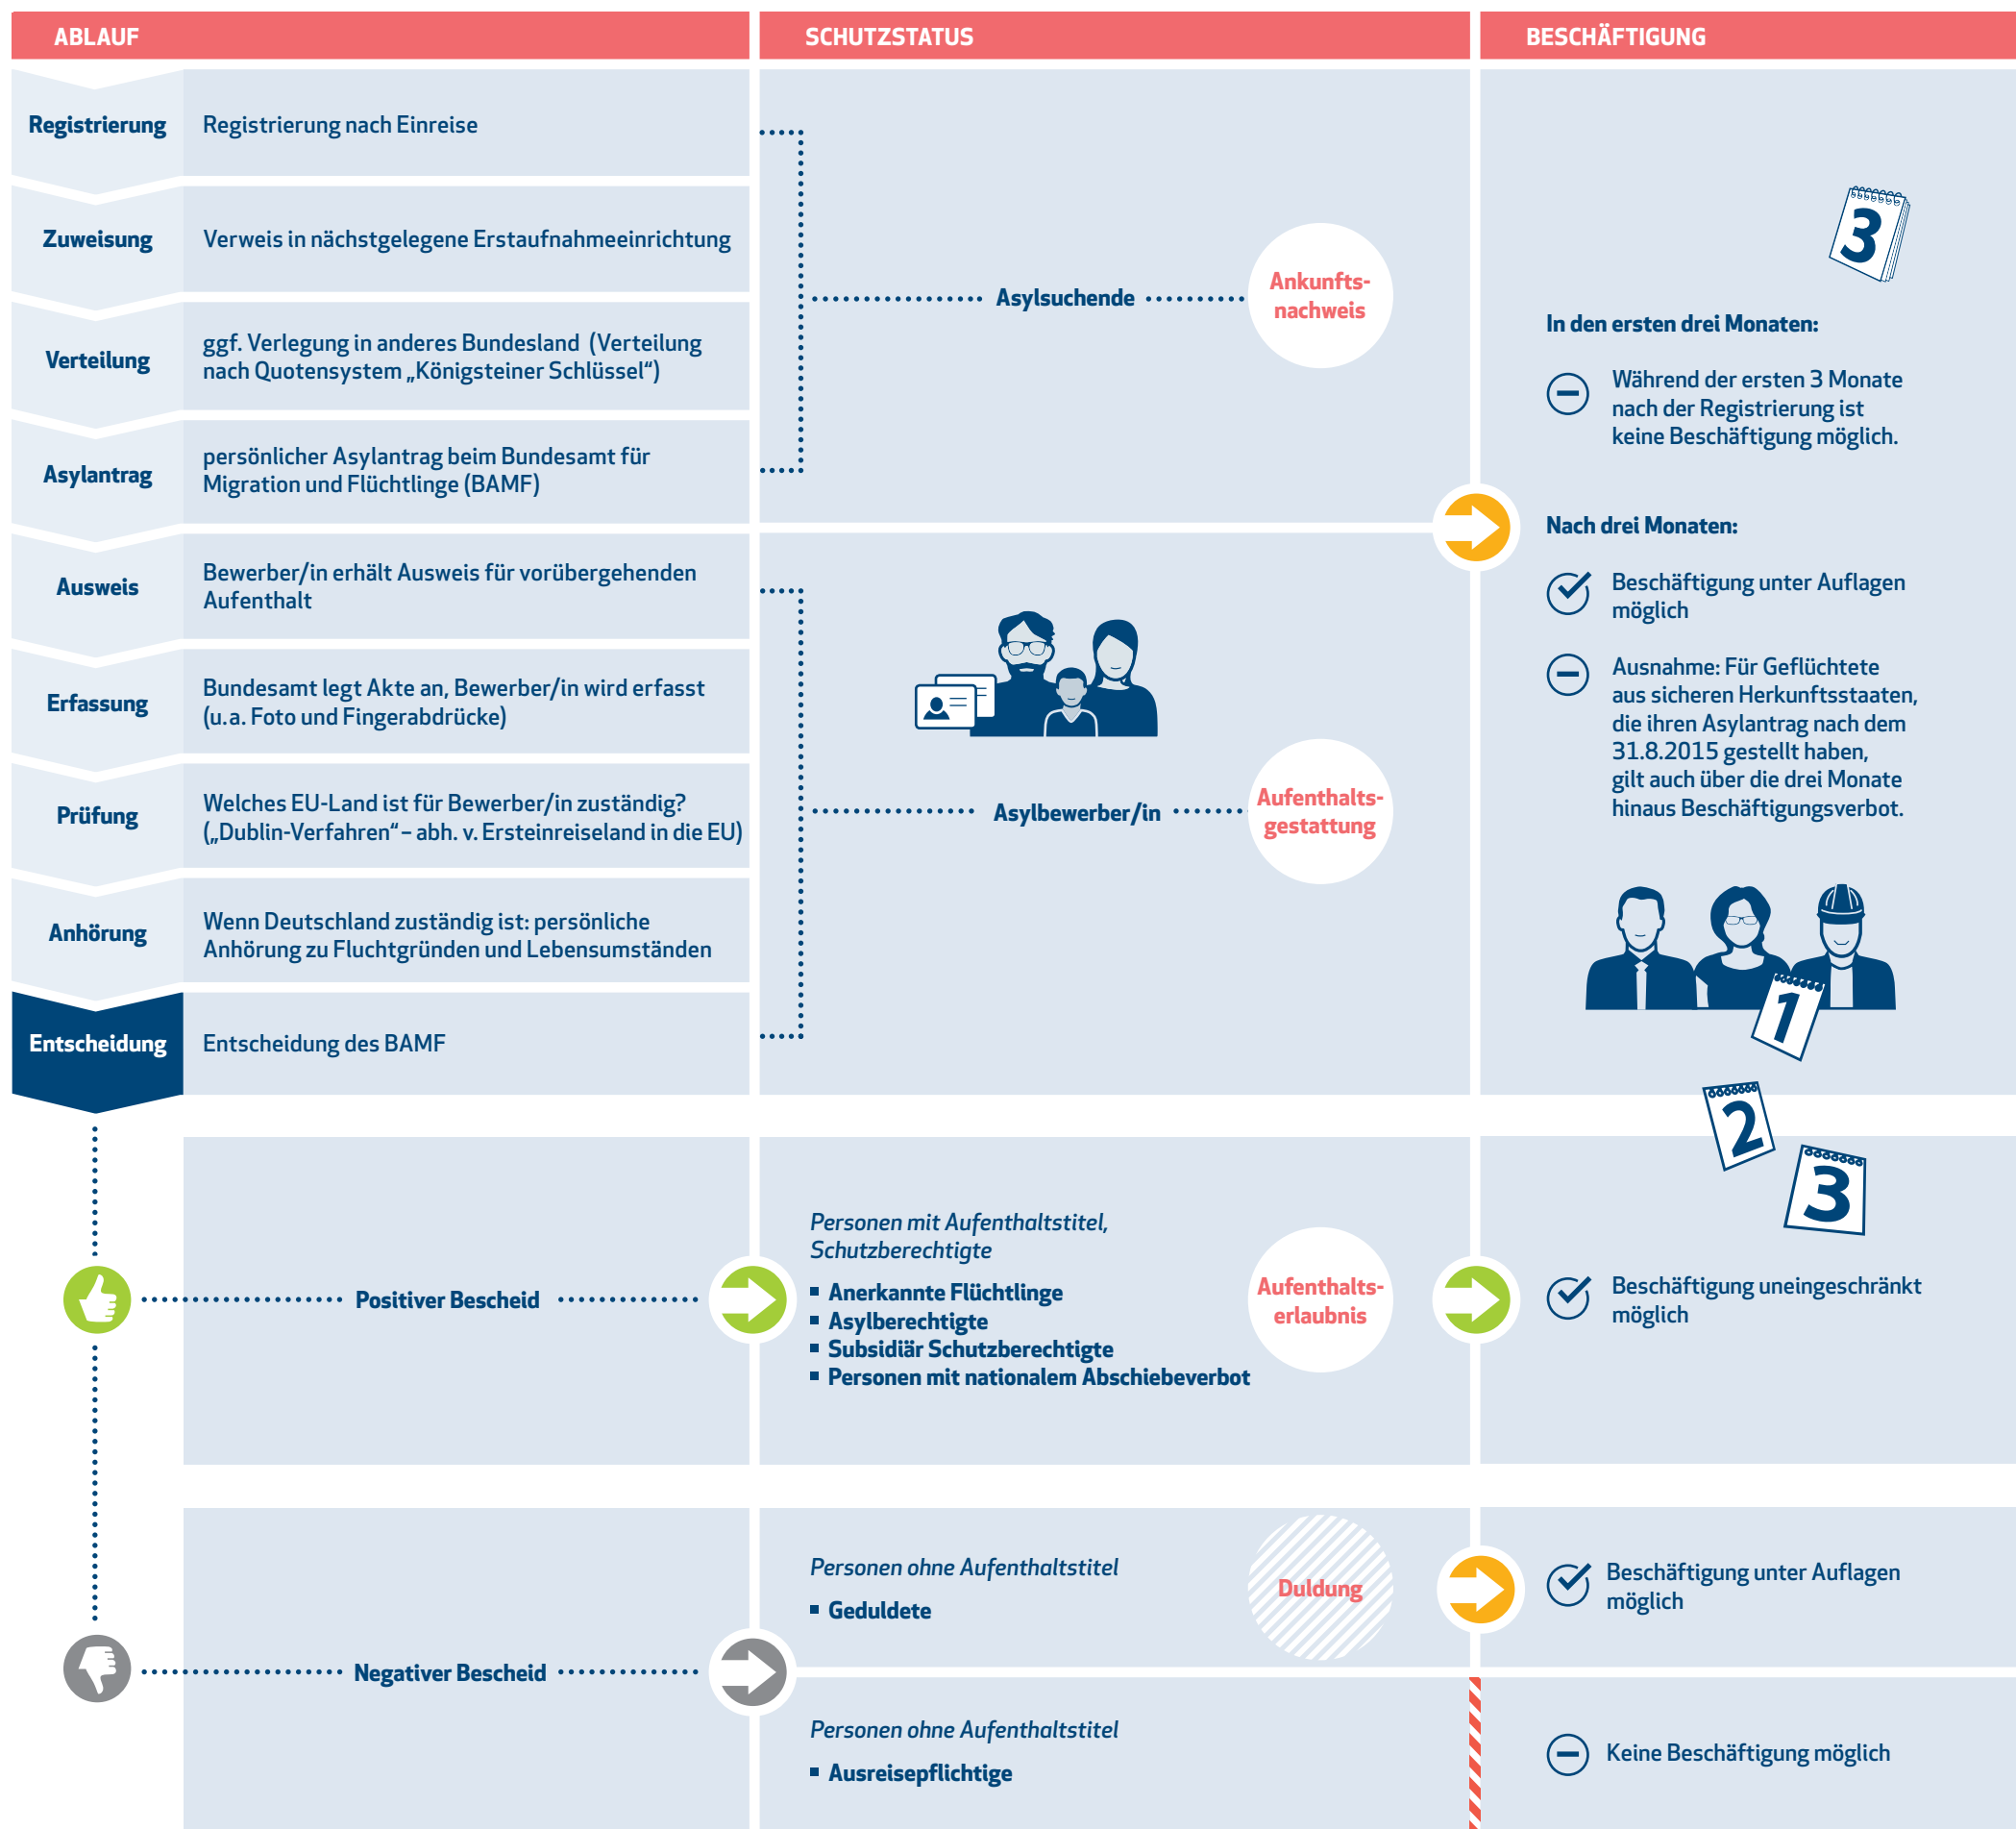 ABLAUF
SCHUTZSTATUS
BESCHÄFTIGUNG
Registrierung
Registrierung nach Einreise
Zuweisung
Verweis in nächstgelegene Erstaufnahmeeinrichtung
Verteilung
ggf. Verlegung in anderes Bundesland (Verteilung
nach Quotensystem „Königsteiner Schlüssel“)
Asylantrag
persönlicher Asylantrag beim Bundesamt für
Migration und Flüchtlinge (BAMF)
Ausweis
Bewerber/in erhält Ausweis für vorübergehenden
Aufenthalt
Erfassung
Bundesamt legt Akte an, Bewerber/in wird erfasst
(u.a. Foto und Fingerabdrücke)
Prüfung
Welches EU-Land ist für Bewerber/in zuständig?
(„Dublin-Verfahren“ – abh. v. Ersteinreiseland in die EU)
Anhörung
Wenn Deutschland zuständig ist: persönliche
Anhörung zu Fluchtgründen und Lebensumständen
Entscheidung
Entscheidung des BAMF
Asylsuchende
Ankunfts-
nachweis
Asylbewerber/in
Aufenthalts-
gestattung
3
In den ersten drei Monaten:
Während der ersten 3 Monate
nach der Registrierung ist
keine Beschäftigung möglich.
Nach drei Monaten:
Beschäftigung unter Auflagen
möglich
Ausnahme: Für Geflüchtete
aus sicheren Herkunftsstaaten,
die ihren Asylantrag nach dem
31.8.2015 gestellt haben,
gilt auch über die drei Monate
hinaus Beschäftigungsverbot.
1
2
3
Positiver Bescheid
Personen mit Aufenthaltstitel,
Schutzberechtigte
Anerkannte Flüchtlinge
Asylberechtigte
Subsidiär Schutzberechtigte
Personen mit nationalem Abschiebeverbot
Aufenthalts-
erlaubnis
Beschäftigung uneingeschränkt
möglich
Negativer Bescheid
Personen ohne Aufenthaltstitel
Geduldete
Duldung
Beschäftigung unter Auflagen
möglich
Personen ohne Aufenthaltstitel
Ausreisepflichtige
Keine Beschäftigung möglich